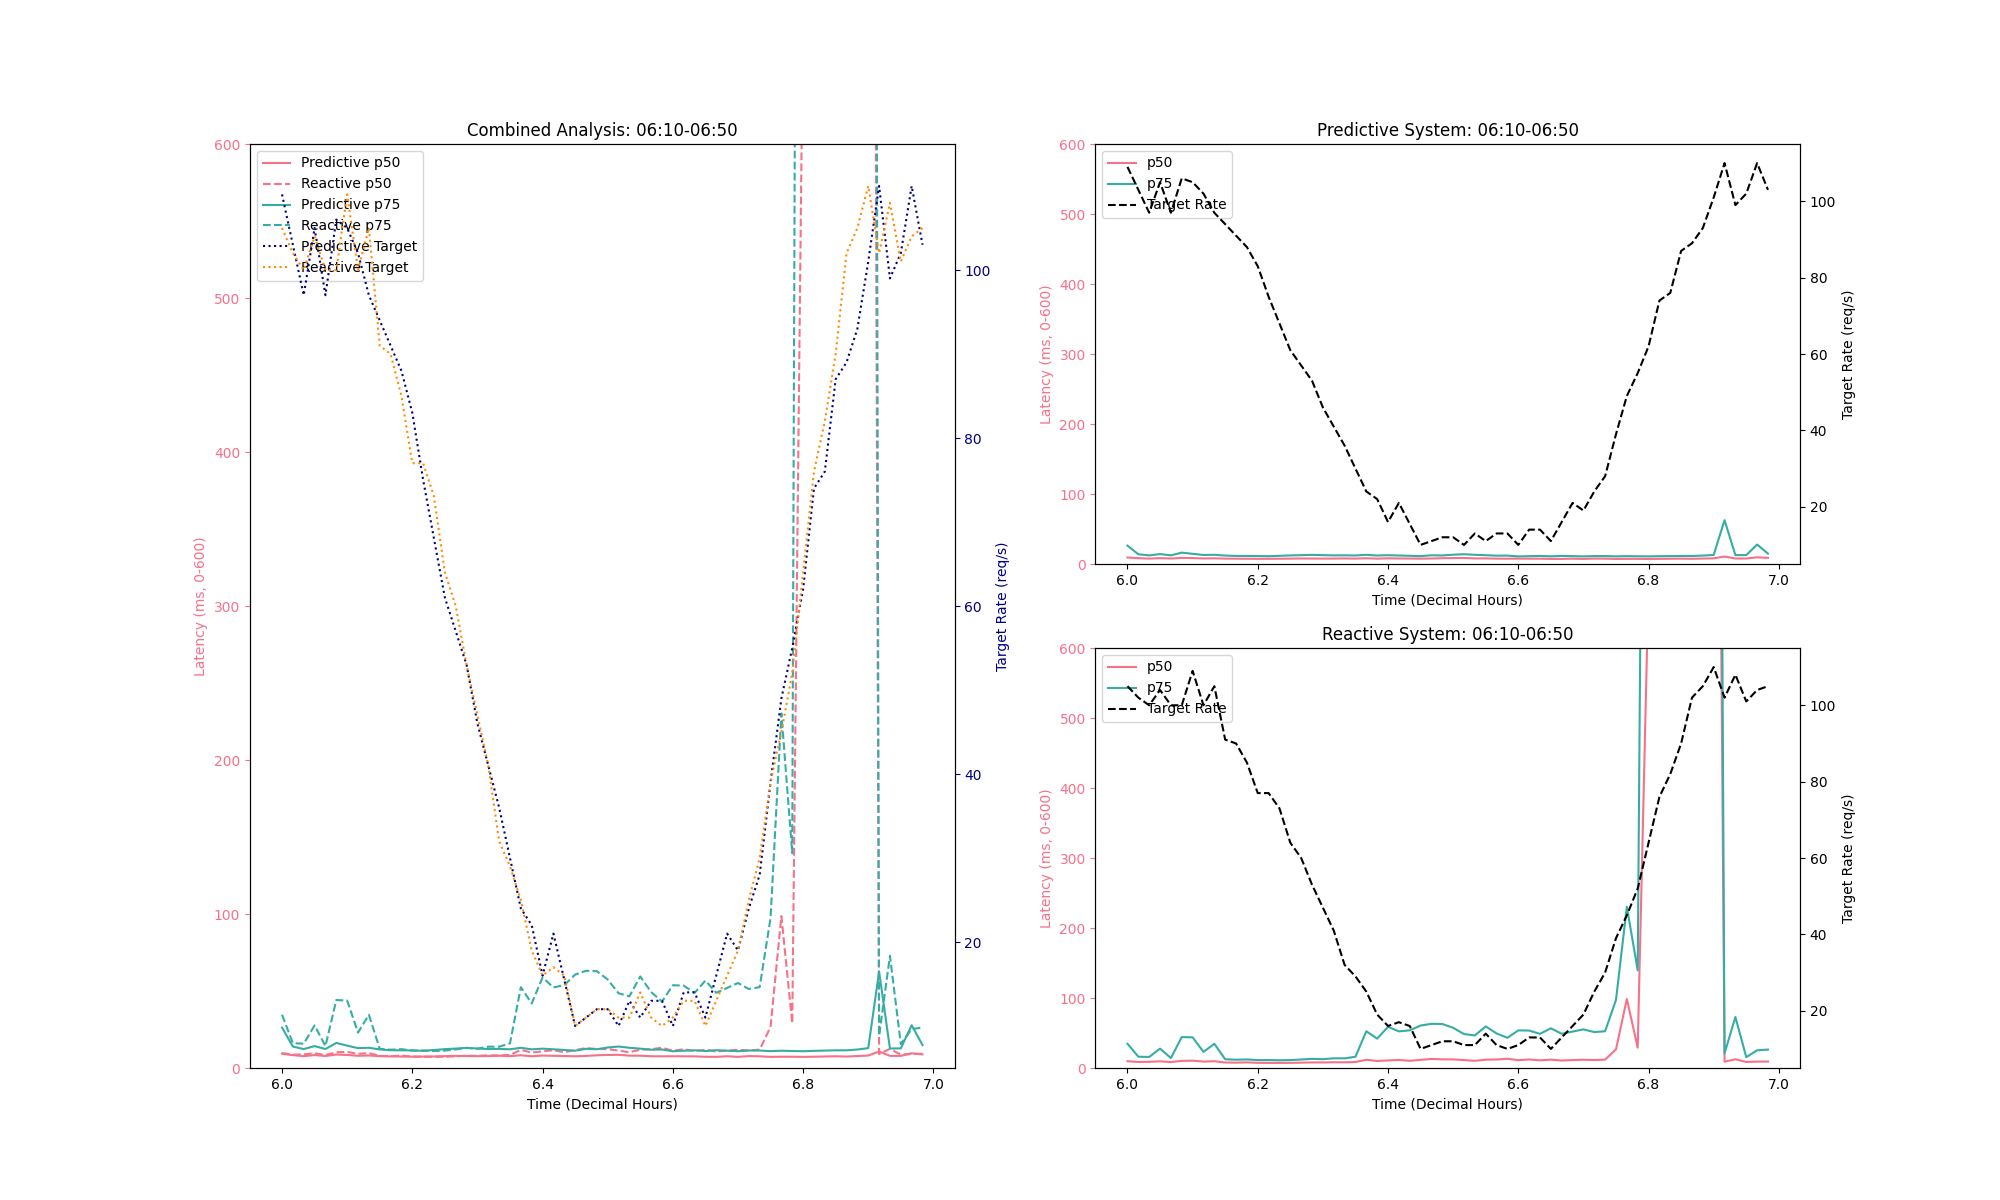 Combined Analysis: 06:10-06:50
600
500
400
300
200
100
0
Latency (ms, 0-600)
Predictive p50
Reactive p50
Predictive p75
Reactive p75
Predictive Target
Reactive Target
100
80
60
40
20
Target Rate (req/s)
6.0 6.2 6.4 6.6 6.8 7.0
Time (Decimal Hours)
Predictive System: 06:10-06:50
600
500
400
300
200
100
0
Latency (ms, 0-600)
p50
p75
Target Rate
100
80
60
40
20
Target Rate (req/s)
6.0 6.2 6.4 6.6 6.8 7.0
Time (Decimal Hours)
Reactive System: 06:10-06:50
600
500
400
300
200
100
0
Latency (ms, 0-600)
p50
p75
Target Rate
100
80
60
40
20
Target Rate (req/s)
6.0 6.2 6.4 6.6 6.8 7.0
Time (Decimal Hours)